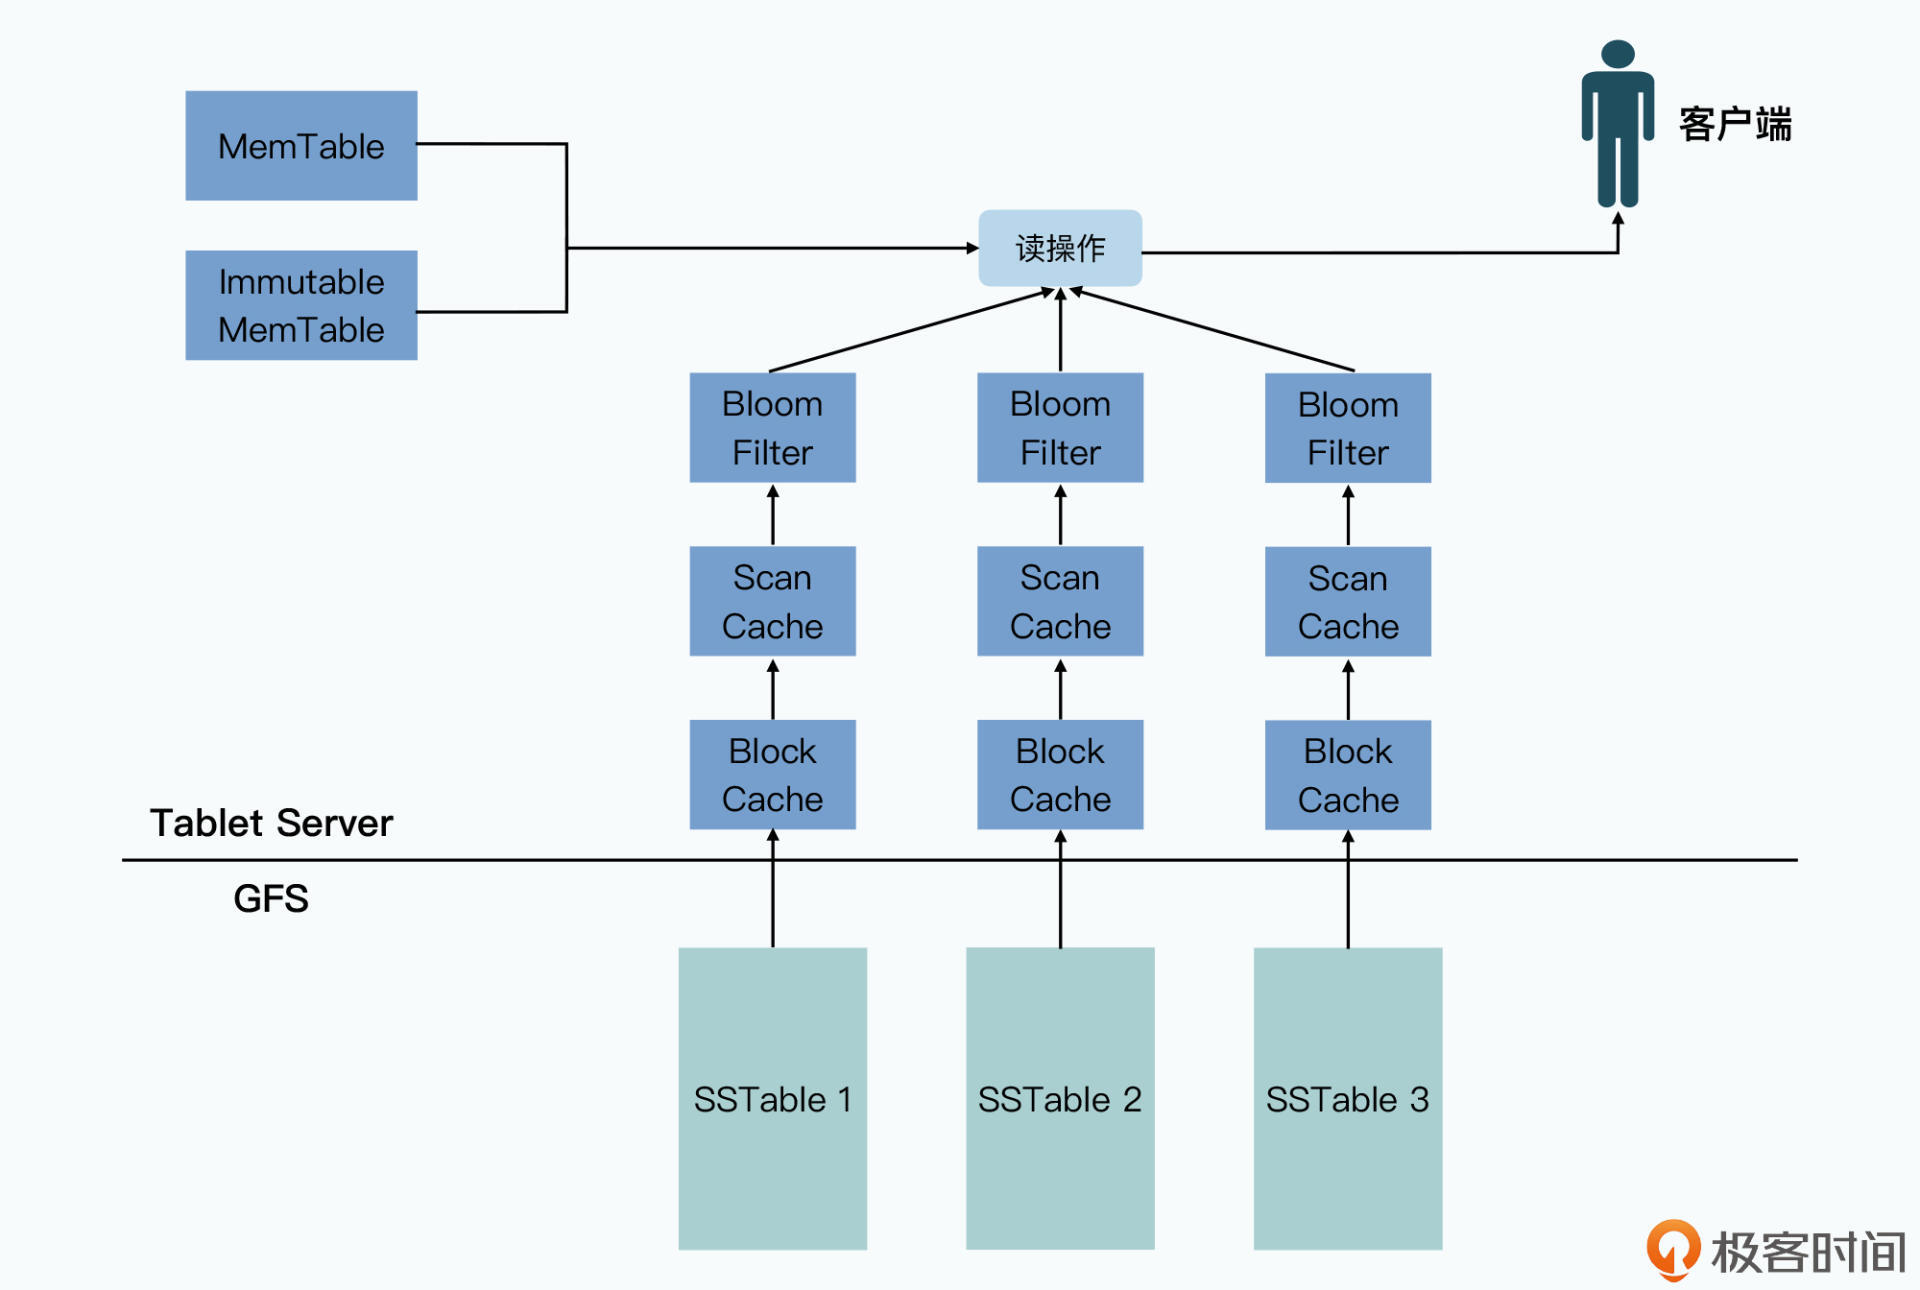 MemTable
Immutable
MemTable
读操作
客户端
Bloom
Filter
Bloom
Filter
Bloom
Filter
Scan
Cache
Scan
Cache
Scan
Cache
Block
Cache
Block
Cache
Block
Cache
Tablet Server
GFS
SSTable 1
SSTable 2
SSTable 3
极客时间